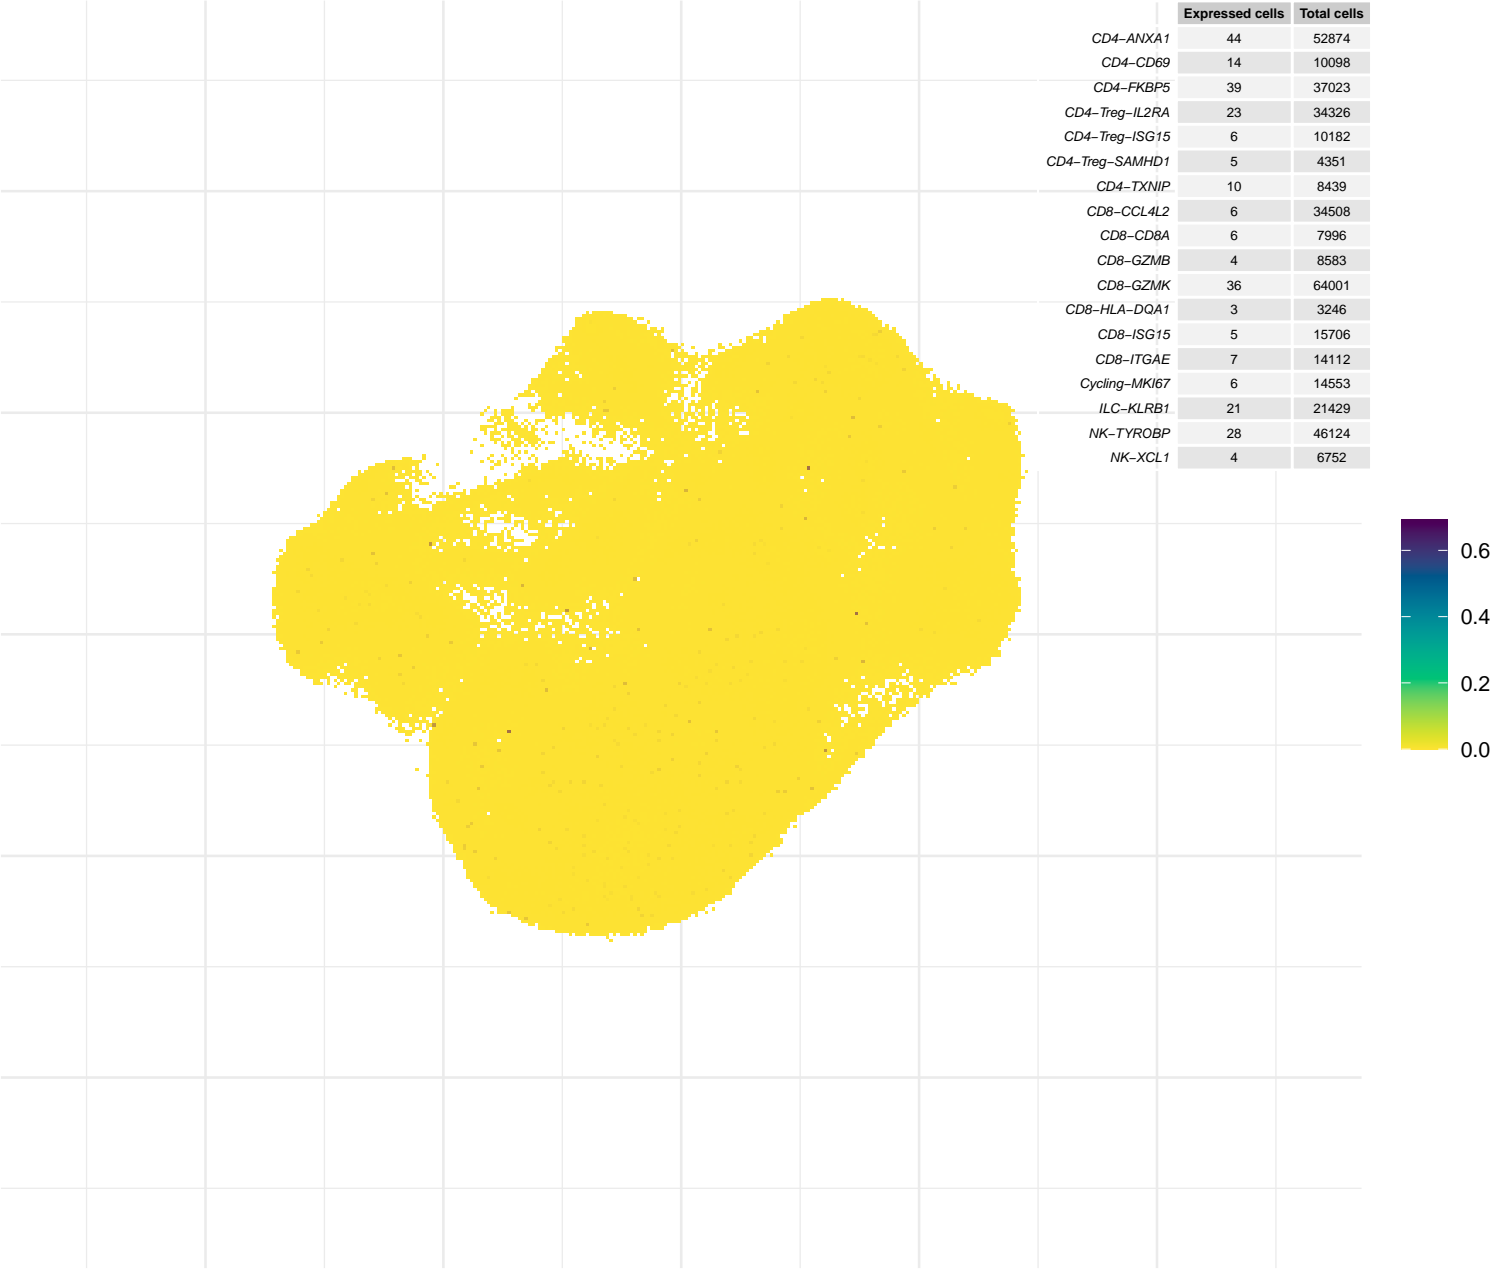 Expressed cells Total cells
CD4−ANXA1 44 52874
CD4−CD69 14 10098
CD4−FKBP5 39 37023
CD4−Treg−IL2RA 23 34326
CD4−Treg−ISG15 6 10182
CD4−Treg−SAMHD1 5 4351
CD4−TXNIP 10 8439
CD8−CCL4L2 6 34508
CD8−CD8A 6 7996
CD8−GZMB 4 8583
CD8−GZMK 36 64001
CD8−HLA−DQA1 3 3246
CD8−ISG15 5 15706
CD8−ITGAE 7 14112
Cycling−MKI67 6 14553
ILC−KLRB1 21 21429
NK−TYROBP 28 46124
NK−XCL1 4 6752
0.6
0.4
0.2
0.0